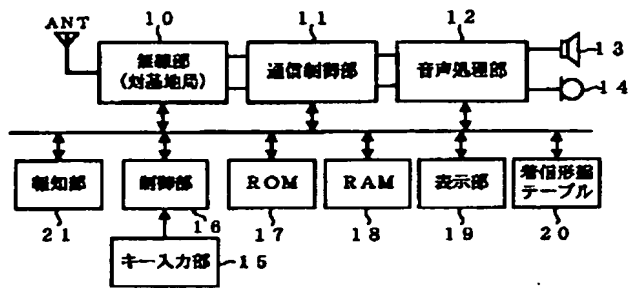 ANT
10
11
12
無線部
(対基地局)
通信制御部
音声処理部
13
14
報知部
制御部
ROM
RAM
表示部
着信形態
テーブル
21
16
17
18
19
20
キー入力部
15